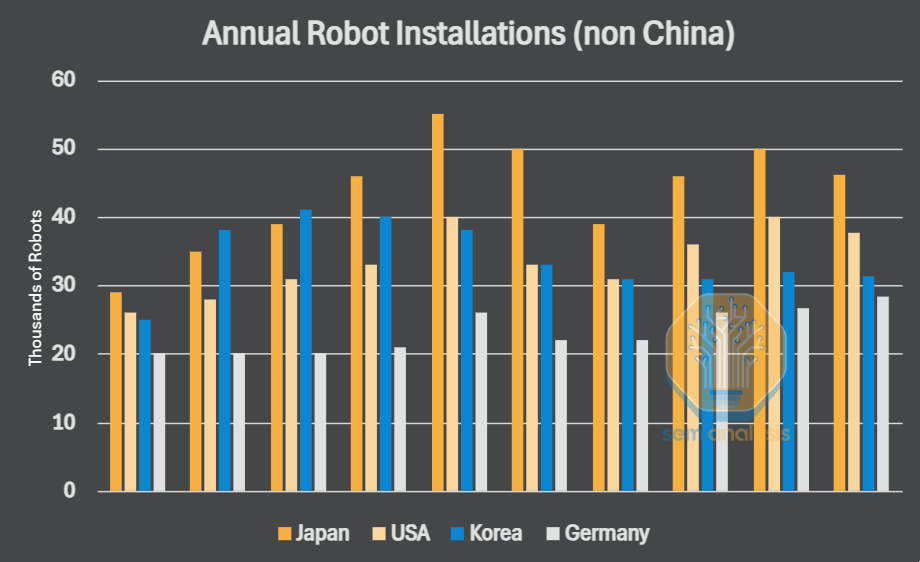 Annual Robot Installations (non China)
Thousands of Robots
60
50
40
30
20
10
0
semianalysis
Japan USA Korea Germany